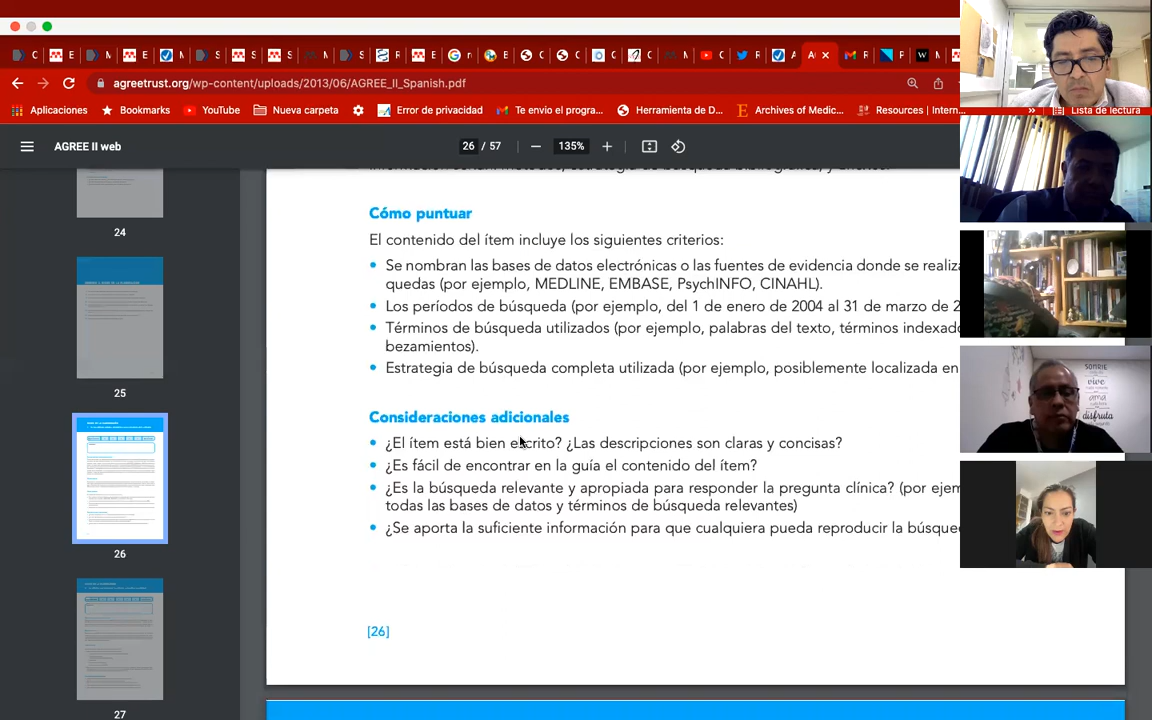 agreetrust.org/wp-content/uploads/2013/06/AGREE_II_Spanish.pdf
Aplicaciones Bookmarks YouTube Nueva carpeta Error de privacidad Te envio el progra... Herramienta de D... Archives of Medic... Resources | Intern... » Lista de lectura
AGREE II web 26 / 57 135%
24
25
26
27
Cómo puntuar
El contenido del ítem incluye los siguientes criterios:
• Se nombran las bases de datos electrónicas o las fuentes de evidencia donde se realiza
quedas (por ejemplo, MEDLINE, EMBASE, PsychINFO, CINAHL).
• Los períodos de búsqueda (por ejemplo, del 1 de enero de 2004 al 31 de marzo de 2
• Términos de búsqueda utilizados (por ejemplo, palabras del texto, términos indexado
bezamientos).
• Estrategia de búsqueda completa utilizada (por ejemplo, posiblemente localizada en
Consideraciones adicionales
• ¿El ítem está bien escrito? ¿Las descripciones son claras y concisas?
• ¿Es fácil de encontrar en la guía el contenido del ítem?
• ¿Es la búsqueda relevante y apropiada para responder la pregunta clínica? (por ejem
todas las bases de datos y términos de búsqueda relevantes)
• ¿Se aporta la suficiente información para que cualquiera pueda reproducir la búsque
[26]
SONRIE
vive
ama
disfruta